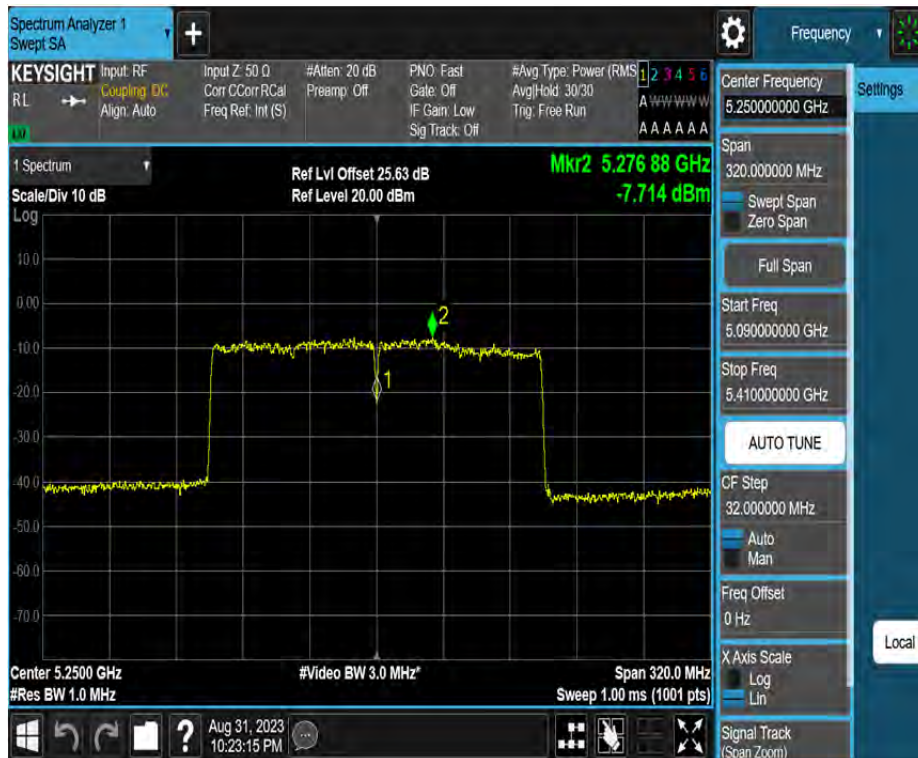 Spectrum Analyzer 1
Swept SA
+
Frequency
KEYSIGHT
RL
Input: RF
Coupling: DC
Align: Auto
Input Z: 50 Ω
Corr CCorr RCal
Freq Ref: Int (S)
#Atten: 20 dB
Preamp: Off
PNO: Fast
Gate: Off
IF Gain: Low
Sig Track: Off
#Avg Type: Power (RMS
Avg|Hold: 30/30
Trig: Free Run
1 2 3 4 5 6
A W W W W W
A A A A A A
1 Spectrum
Scale/Div 10 dB
Ref Lvl Offset 25.63 dB
Ref Level 20.00 dBm
Mkr2 5.276 88 GHz
-7.714 dBm
Log
10.0
0.00
-10.0
-20.0
-30.0
-40.0
-50.0
-60.0
-70.0
2
1
Center 5.2500 GHz
#Res BW 1.0 MHz
#Video BW 3.0 MHz*
Span 320.0 MHz
Sweep 1.00 ms (1001 pts)
?
Aug 31, 2023
10:23:15 PM
Center Frequency
5.250000000 GHz
Span
320.000000 MHz
Swept Span
Zero Span
Full Span
Start Freq
5.090000000 GHz
Stop Freq
5.410000000 GHz
AUTO TUNE
CF Step
32.000000 MHz
Auto
Man
Freq Offset
0 Hz
X Axis Scale
Log
Lin
Signal Track
(Span Zoom)
Settings
Local